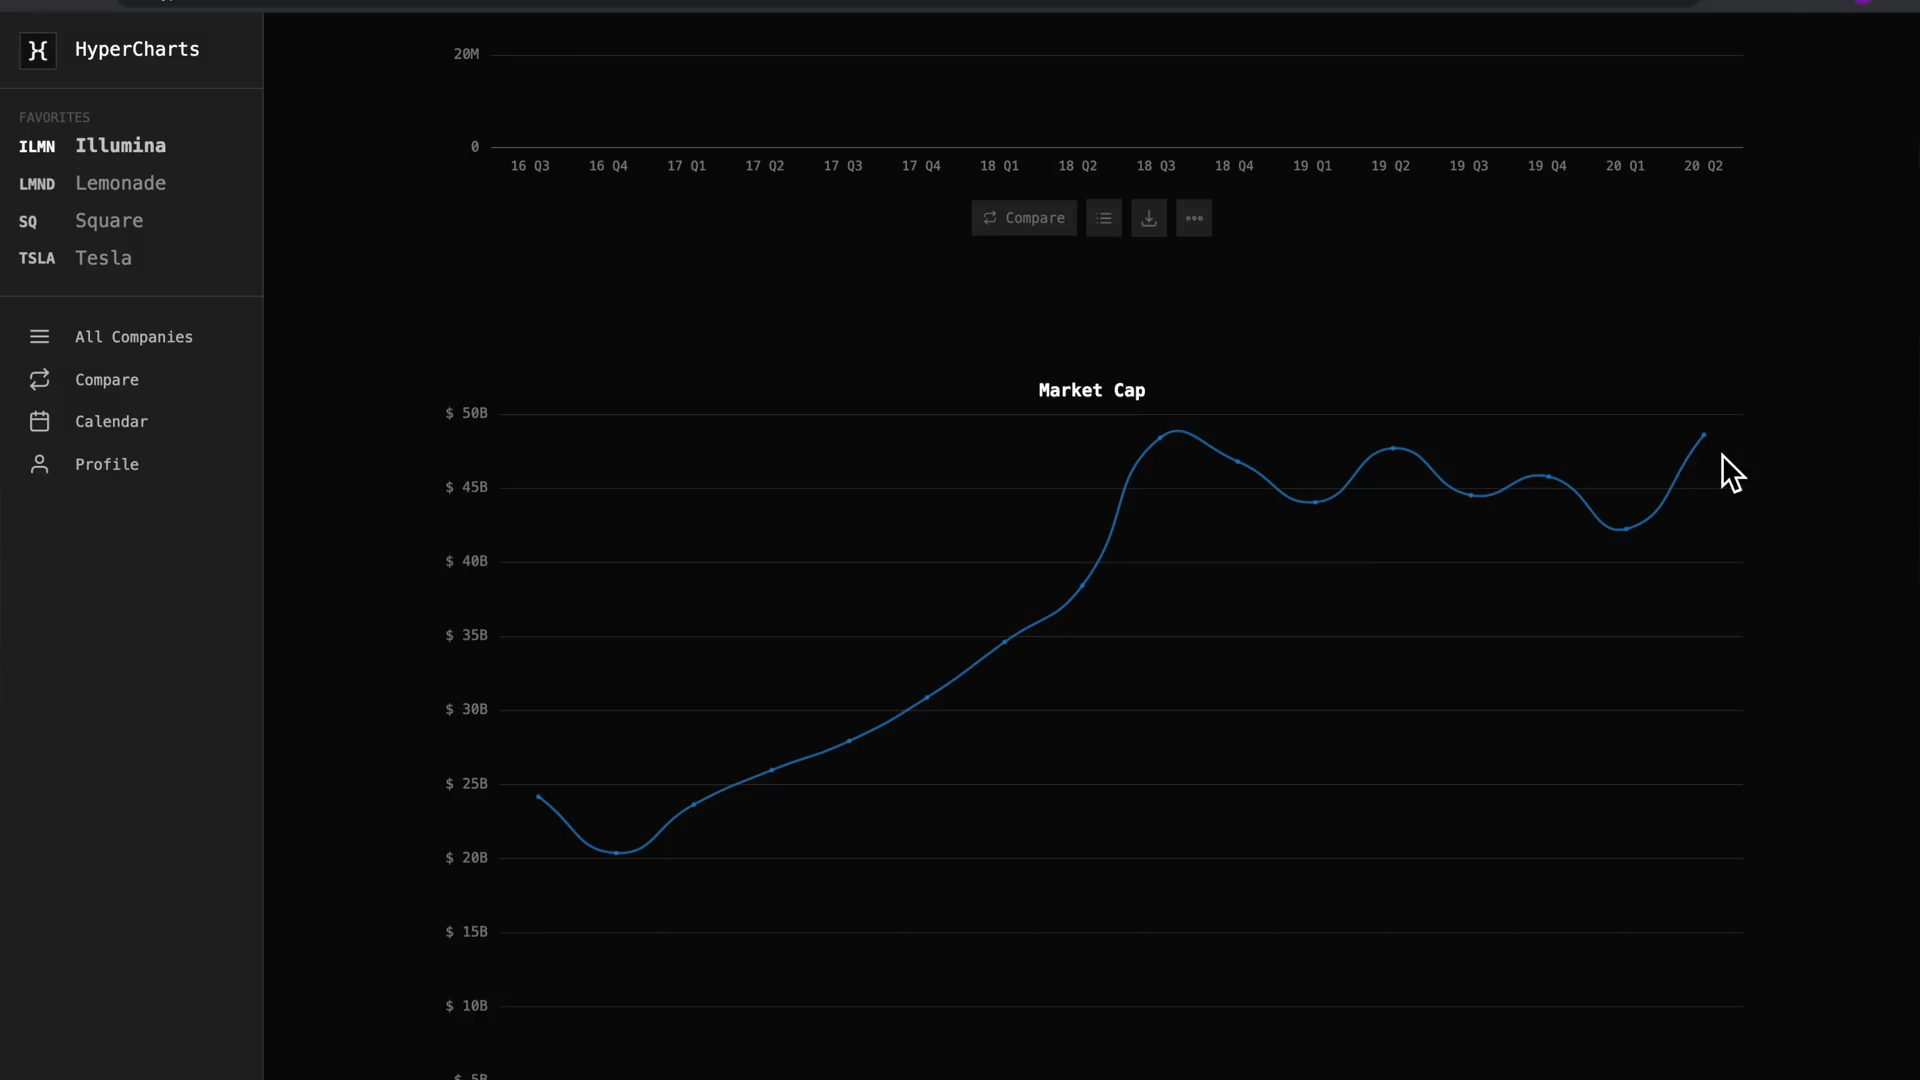 HyperCharts
FAVORITES
ILMN Illumina
LMND Lemonade
SQ Square
TSLA Tesla
All Companies
Compare
Calendar
Profile
20M
0
16 Q3 16 Q4 17 Q1 17 Q2 17 Q3 17 Q4 18 Q1 18 Q2 18 Q3 18 Q4 19 Q1 19 Q2 19 Q3 19 Q4 20 Q1 20 Q2
Compare
Market Cap
$ 50B
$ 45B
$ 40B
$ 35B
$ 30B
$ 25B
$ 20B
$ 15B
$ 10B
$ 5B